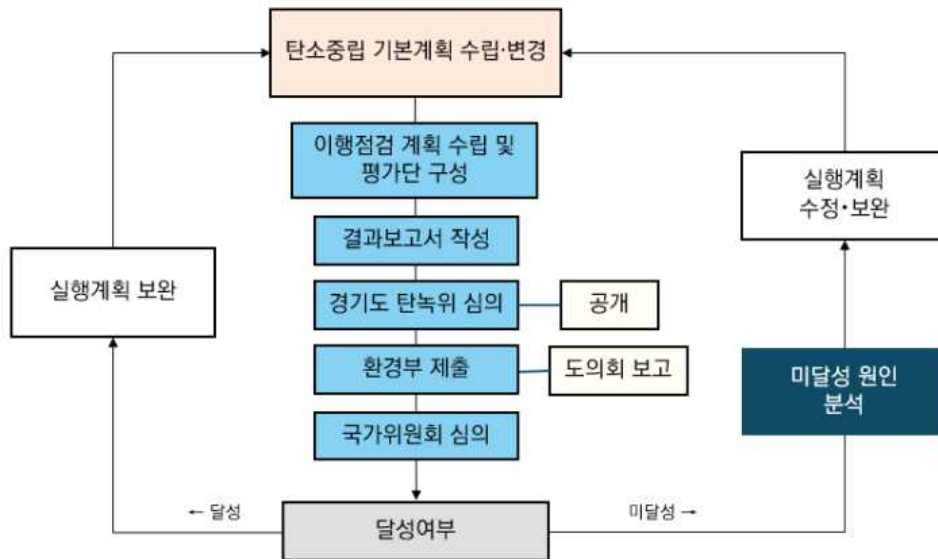 탄소중립 기본계획 수립·변경
이행점검 계획 수립 및
평가단 구성
실행계획
수정·보완
결과보고서 작성
실행계획 보완
경기도 탄녹위 심의
공개
환경부 제출
도의회 보고
미달성 원인
분석
국가위원회 심의
← 달성
미달성 →
달성여부